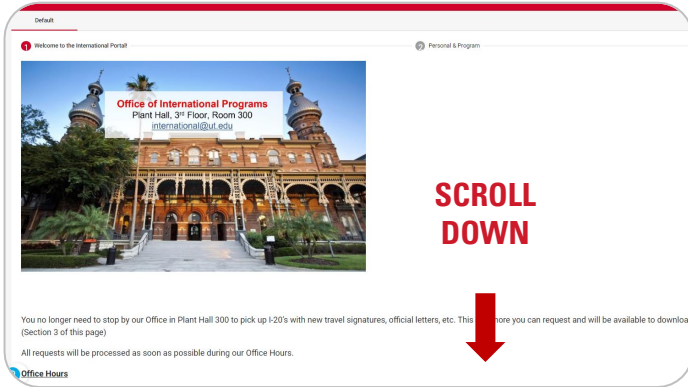 Default
1 Welcome to the International Portal!
2 Personal & Program
Office of International Programs
Plant Hall, 3rd Floor, Room 300
international@ut.edu
SCROLL
DOWN
You no longer need to stop by our Office in Plant Hall 300 to pick up I-20's with new travel signatures, official letters, etc. This ore you can request and will be available to downloa
(Section 3 of this page)
All requests will be processed as soon as possible during our Office Hours.
Office Hours